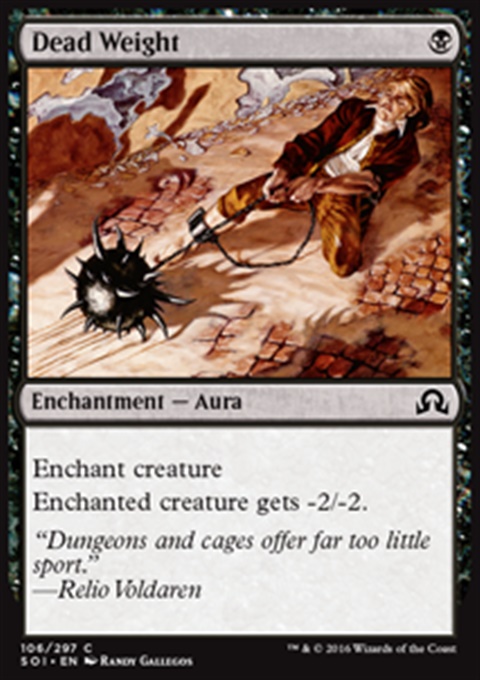 Dead Weight
Enchantment — Aura
Enchant creature
Enchanted creature gets -2/-2.
“Dungeons and cages offer far too little
sport.”
—Relio Voldaren
106/297 C
SOI • EN Randy Gallegos
™ & © 2016 Wizards of the Coast